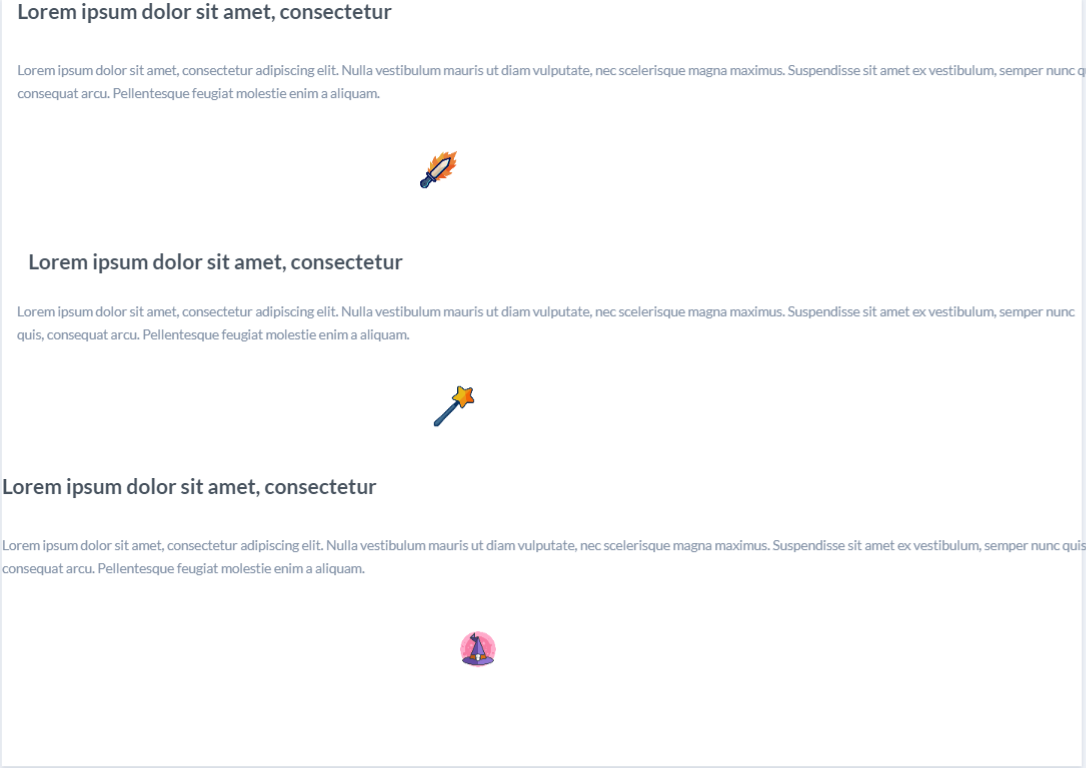 Lorem ipsum dolor sit amet, consectetur
Lorem ipsum dolor sit amet, consectetur adipiscing elit. Nulla vestibulum mauris ut diam vulputate, nec scelerisque magna maximus. Suspendisse sit amet ex vestibulum, semper nunc
consequat arcu. Pellentesque feugiat molestie enim a aliquam.
Lorem ipsum dolor sit amet, consectetur
Lorem ipsum dolor sit amet, consectetur adipiscing elit. Nulla vestibulum mauris ut diam vulputate, nec scelerisque magna maximus. Suspendisse sit amet ex vestibulum, semper nunc
quis, consequat arcu. Pellentesque feugiat molestie enim a aliquam.
Lorem ipsum dolor sit amet, consectetur
Lorem ipsum dolor sit amet, consectetur adipiscing elit. Nulla vestibulum mauris ut diam vulputate, nec scelerisque magna maximus. Suspendisse sit amet ex vestibulum, semper nunc quis
consequat arcu. Pellentesque feugiat molestie enim a aliquam.